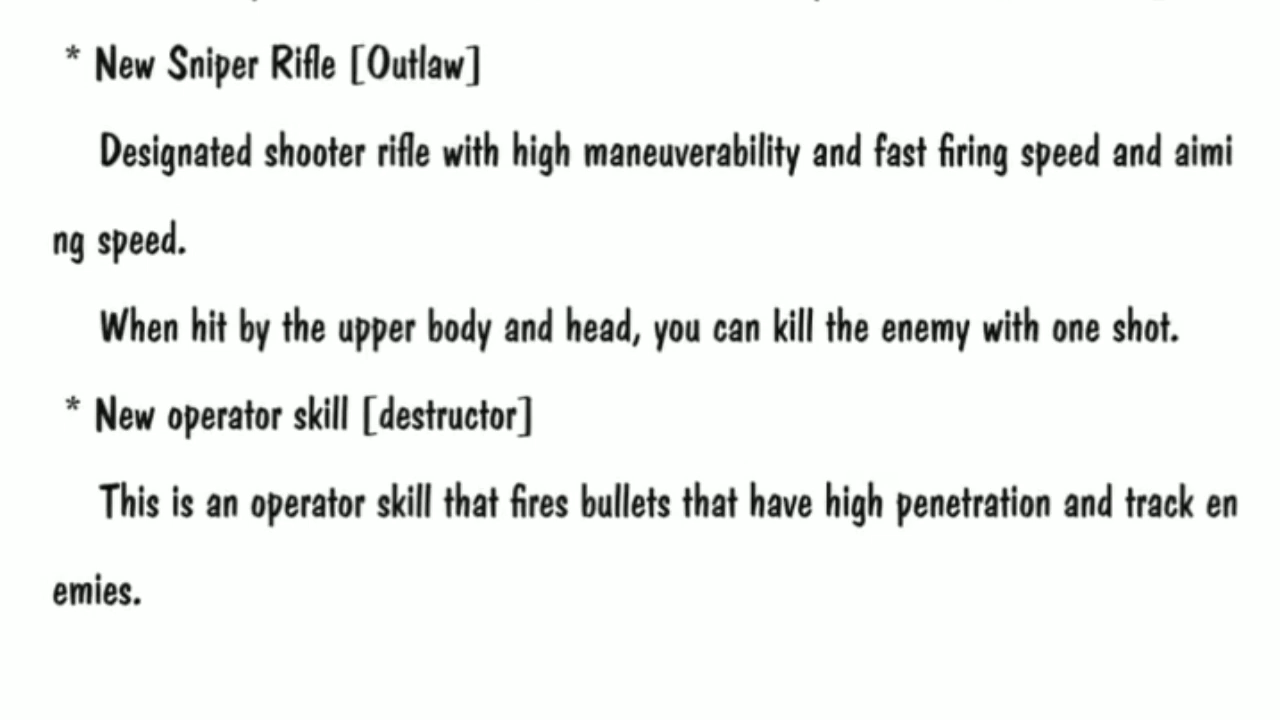 * New Sniper Rifle [Outlaw]
Designated shooter rifle with high maneuverability and fast firing speed and aimi
ng speed.
When hit by the upper body and head, you can kill the enemy with one shot.
* New operator skill [destructor]
This is an operator skill that fires bullets that have high penetration and track en
emies.